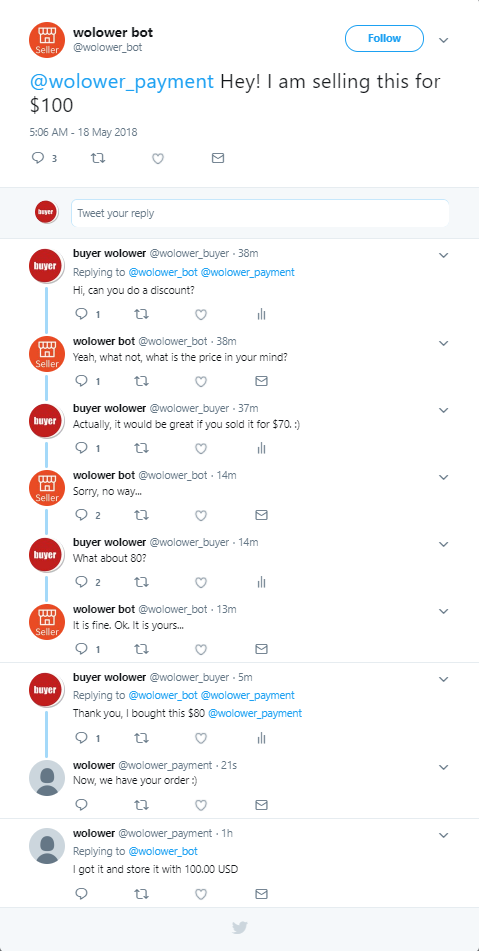 wolower bot
Seller
@wolower_bot
Follow
@wolower_payment Hey! I am selling this for
$100
5:06 AM - 18 May 2018
3
buyer
Tweet your reply
buyer wolower @wolower_buyer · 38m
buyer
Replying to @wolower_bot @wolower_payment
Hi, can you do a discount?
1
wolower bot @wolower_bot · 38m
Seller
Yeah, what not, what is the price in your mind?
1
buyer wolower @wolower_buyer · 37m
buyer
Actually, it would be great if you sold it for $70. :)
1
wolower bot @wolower_bot · 14m
Seller
Sorry, no way...
2
buyer wolower @wolower_buyer · 14m
buyer
What about 80?
2
wolower bot @wolower_bot · 13m
Seller
It is fine. Ok. It is yours...
1
buyer wolower @wolower_buyer · 5m
buyer
Replying to @wolower_bot @wolower_payment
Thank you, I bought this $80 @wolower_payment
1
wolower @wolower_payment · 21s
Now, we have your order :)
wolower @wolower_payment · 1h
Replying to @wolower_bot
I got it and store it with 100.00 USD